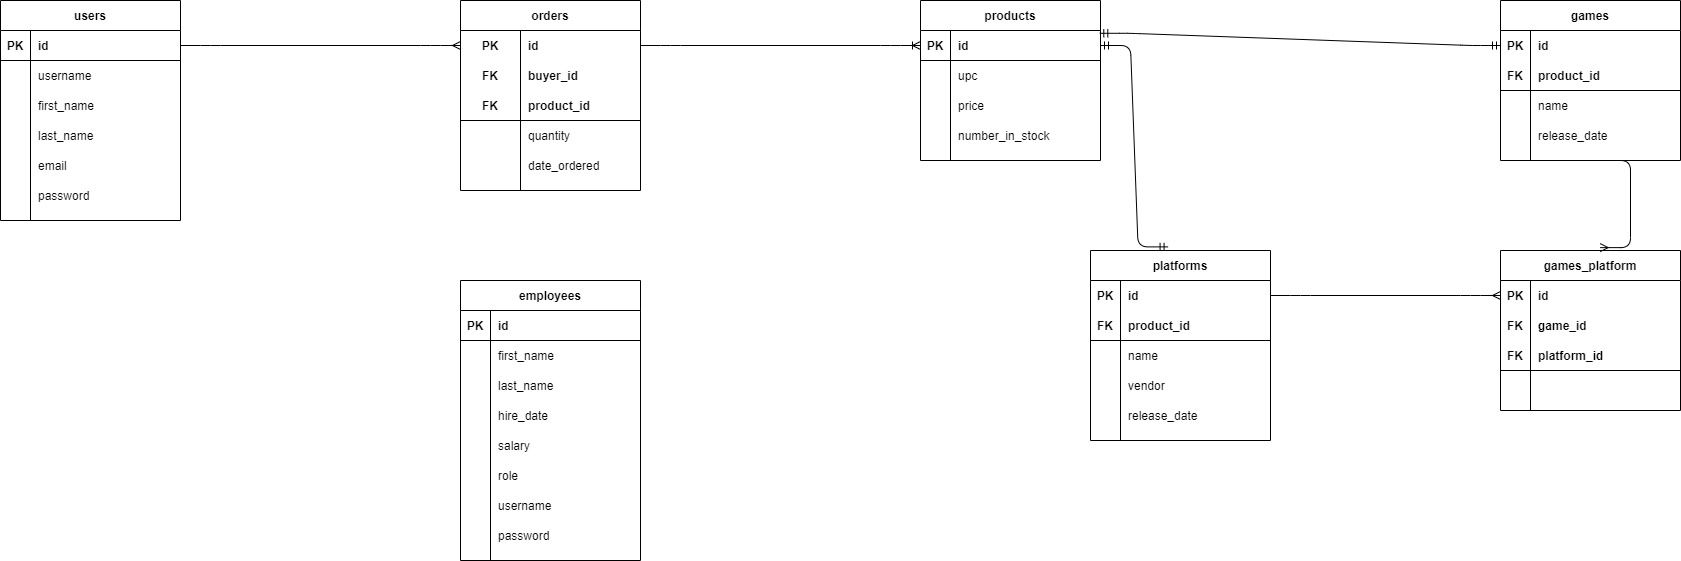 users
PK id
username
first_name
last_name
email
password
orders
PK id
FK buyer_id
FK product_id
quantity
date_ordered
products
PK id
upc
price
number_in_stock
games
PK id
FK product_id
name
release_date
employees
PK id
first_name
last_name
hire_date
salary
role
username
password
platforms
PK id
FK product_id
name
vendor
release_date
games_platform
PK id
FK game_id
FK platform_id